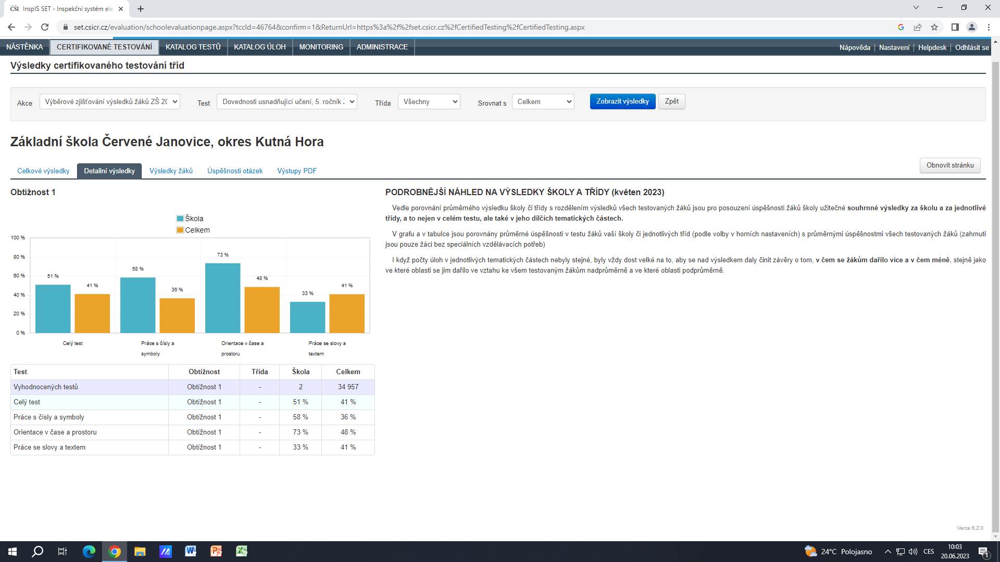 ČŠI InspIS SET - Inspekční systém ele
set.csicr.cz/evaluation/schoolevaluationpage.aspx?tccId=46764&confirm=1&ReturnUrl=https%3a%2f%2fset.csicr.cz%2fCertifiedTesting%2fCertifiedTesting.aspx
NÁSTĚNKA CERTIFIKOVANÉ TESTOVÁNÍ KATALOG TESTŮ KATALOG ÚLOH MONITORING ADMINISTRACE Nápověda Nastavení Helpdesk Odhlásit se
Výsledky certifikovaného testování tříd
Akce Výběrové zjišťování výsledků žáků ZŠ 20 Test Dovednosti usnadňující učení, 5. ročník Třída Všechny Srovnat s Celkem Zobrazit výsledky Zpět
Základní škola Červené Janovice, okres Kutná Hora
Celkové výsledky Detailní výsledky Výsledky žáků Úspěšnosti otázek Výstupy PDF Obnovit stránku
Obtížnost 1
Škola
Celkem
100 %
80 %
60 %
40 %
20 %
0 %
51 % 41 % 58 % 36 % 73 % 48 % 33 % 41 %
Celý test
Práce s čísly a
symboly
Orientace v čase a
prostoru
Práce se slovy a
textem
Test Obtížnost Třída Škola Celkem
Vyhodnocených testů Obtížnost 1 - 2 34 957
Celý test Obtížnost 1 - 51 % 41 %
Práce s čísly a symboly Obtížnost 1 - 58 % 36 %
Orientace v čase a prostoru Obtížnost 1 - 73 % 48 %
Práce se slovy a textem Obtížnost 1 - 33 % 41 %
PODROBNĚJŠÍ NÁHLED NA VÝSLEDKY ŠKOLY A TŘÍDY (květen 2023)
Vedle porovnání průměrného výsledku školy či třídy s rozdělením výsledků všech testovaných žáků jsou pro posouzení úspěšnosti žáků školy užitečné souhrnné výsledky za školu a za jednotlivé
třídy, a to nejen v celém testu, ale také v jeho dílčích tematických částech.
V grafu a v tabulce jsou porovnány průměrné úspěšnosti v testu žáků vaší školy či jednotlivých tříd (podle volby v horních nastaveních) s průměrnými úspěšnostmi všech testovaných žáků (zahrnuti
jsou pouze žáci bez speciálních vzdělávacích potřeb)
I když počty úloh v jednotlivých tematických částech nebyly stejné, byly vždy dost velké na to, aby se nad výsledkem daly činit závěry o tom, v čem se žákům dařilo více a v čem méně, stejně jako
ve které oblasti se jim dařilo ve vztahu ke všem testovaným žákům nadprůměrně a ve které oblasti podprůměrně.
Verze 6.2.0
24°C Polojasno CES 10:03
20.06.2023
1